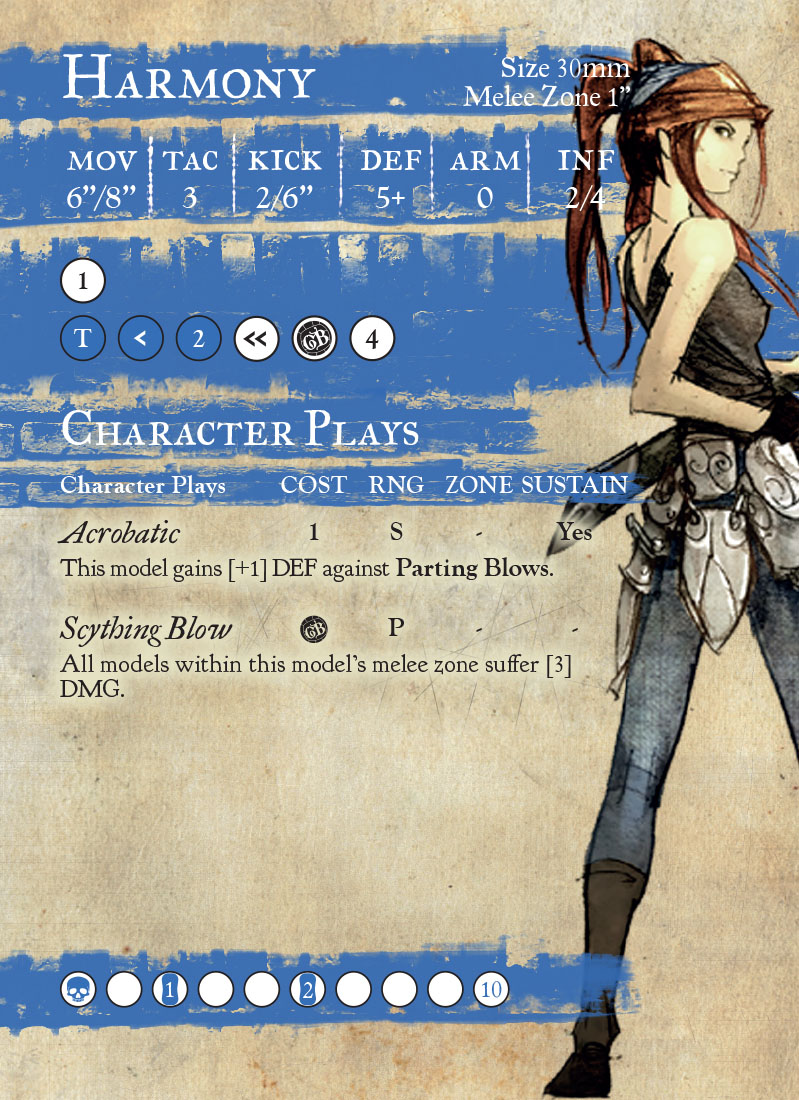 HARMONY
Size 30mm
Melee Zone 1”
MOV TAC KICK DEF ARM INF
6”/8” 3 2/6” 5+ 0 2/4
1
T < 2 << GB 4
CHARACTER PLAYS
Character Plays COST RNG ZONE SUSTAIN
Acrobatic 1 S - Yes
This model gains [+1] DEF against Parting Blows.
Scything Blow GB P - -
All models within this model’s melee zone suffer [3]
DMG.
1 2 10